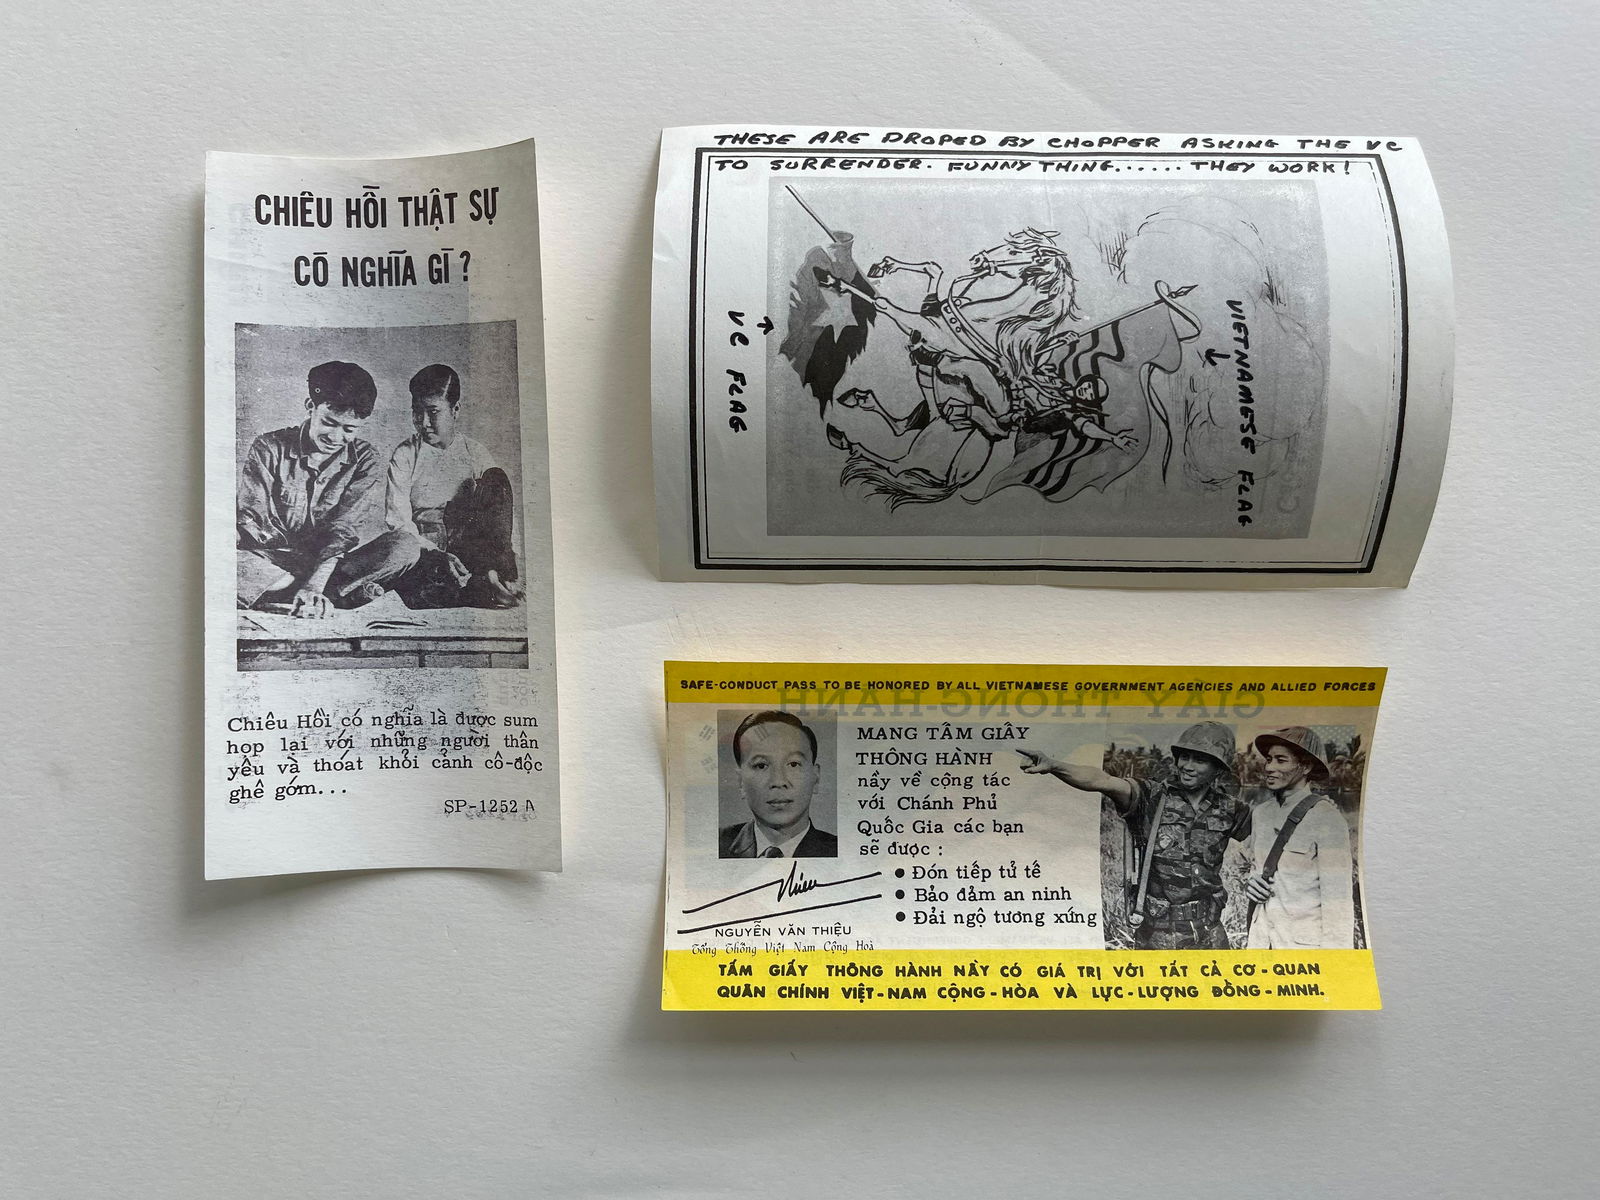 CHIÊU HỒI THẬT SỰ
CÓ NGHĨA GÌ ?
Chiêu Hồi có nghĩa là được sum
họp lại với những người thân
yêu và thoát khỏi cảnh cô-độc
ghê gớm...
SP-1252 A
THESE ARE DROPED BY CHOPPER ASKING THE VC
TO SURRENDER. FUNNY THING...... THEY WORK!
VIETNAMESE FLAG
VC FLAG
SAFE-CONDUCT PASS TO BE HONORED BY ALL VIETNAMESE GOVERNMENT AGENCIES AND ALLIED FORCES
GIẤY THÔNG-HÀNH
MANG TẤM GIẤY
THÔNG HÀNH
nầy về cộng tác
với Chánh Phủ
Quốc Gia các bạn
sẽ được :
• Đón tiếp tử tế
• Bảo đảm an ninh
• Đãi ngộ tương xứng
NGUYỄN VĂN THIỆU
Tổng Thống Việt Nam Cộng Hoà
TẤM GIẤY THÔNG HÀNH NẦY CÓ GIÁ TRỊ VỚI TẤT CẢ CƠ - QUAN
QUÂN CHÍNH VIỆT - NAM CỘNG - HÒA VÀ LỰC - LƯỢNG ĐỒNG - MINH.